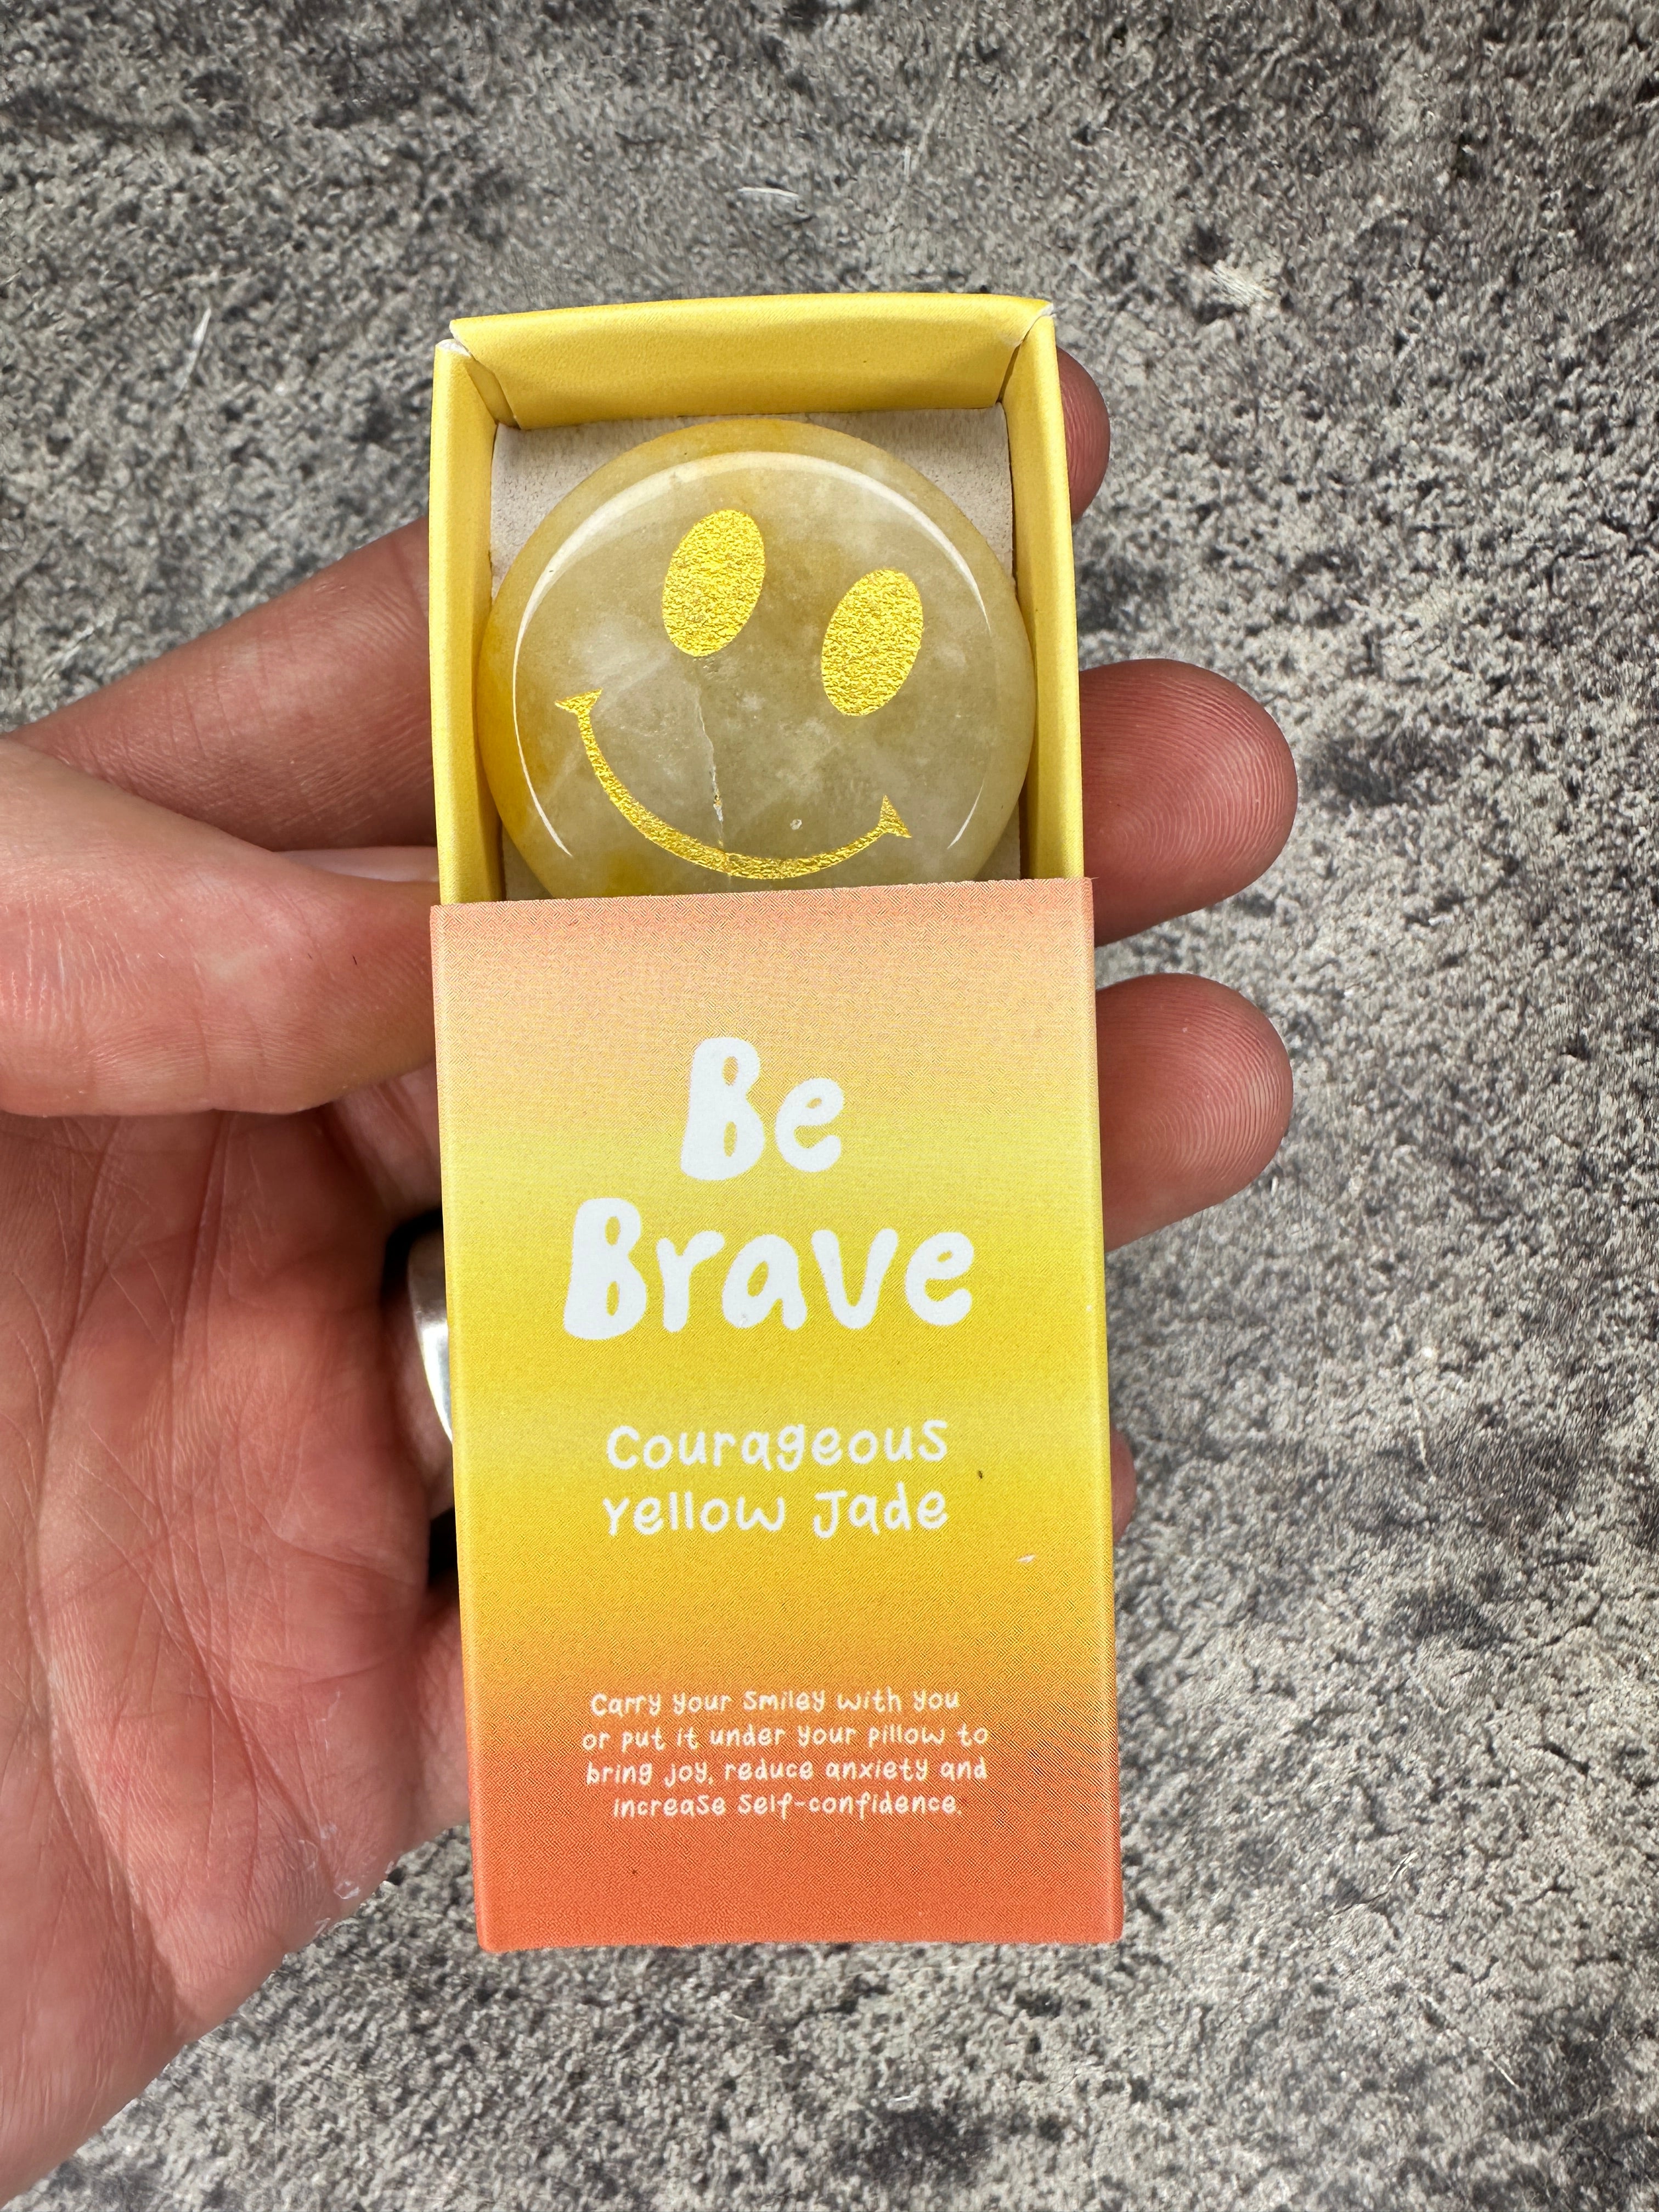 Be
Brave
Courageous
Yellow Jade
Carry your Smiley with you
or put it under your pillow to
bring joy, reduce anxiety and
increase Self-confidence.